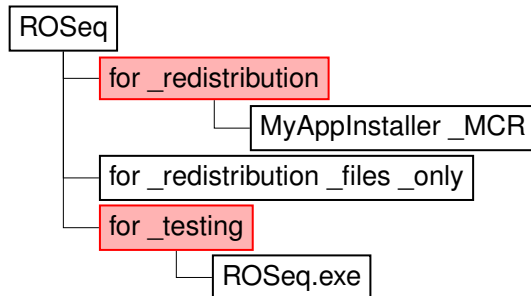 ROSeq
for _redistribution
MyAppInstaller _MCR
for _redistribution _files _only
for _testing
ROSeq.exe